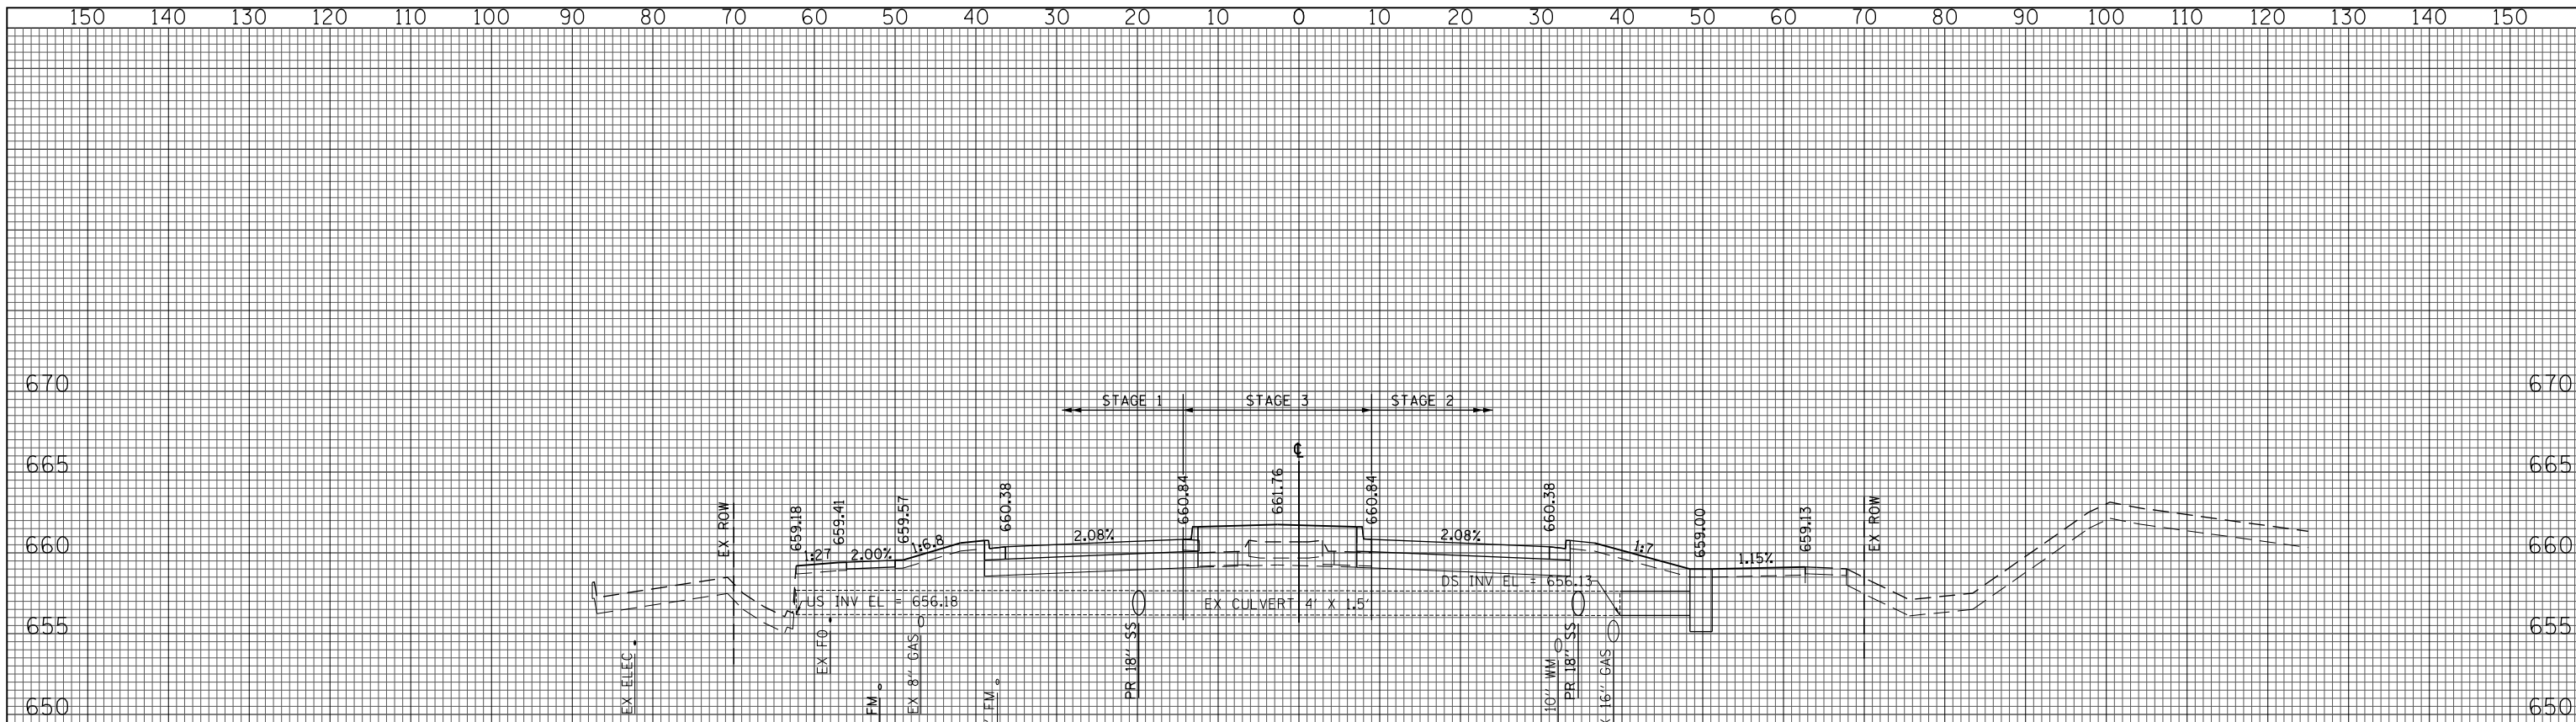 150 140 130 120 110 100 90 80 70 60 50 40 30 20 10 0 10 20 30 40 50 60 70 80 90 100 110 120 130 140 150
670 670
STAGE 1 STAGE 3 STAGE 2
℄
665 665
EX ROW
659.18
659.41
659.57
660.38
660.84
661.76
660.84
660.38
659.00
659.13
EX ROW
660 660
1:27 2.00% 1:6.8 2.08% 2.08% 1:7 1.15%
DS INV EL = 656.13
US INV EL = 656.18
EX CULVERT 4' X 1.5'
655 655
EX ELEC
EX FO
FM
EX 8" GAS
FM
PR 18" SS
10" WM
PR 18" SS
16" GAS
650 650